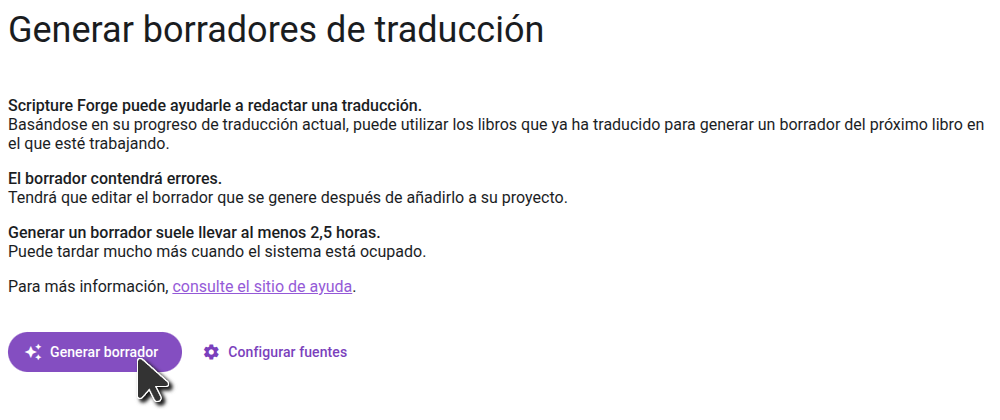 Generar borradores de traducción
Scripture Forge puede ayudarle a redactar una traducción.
Basándose en su progreso de traducción actual, puede utilizar los libros que ya ha traducido para generar un borrador del próximo libro en
el que esté trabajando.
El borrador contendrá errores.
Tendrá que editar el borrador que se genere después de añadirlo a su proyecto.
Generar un borrador suele llevar al menos 2,5 horas.
Puede tardar mucho más cuando el sistema está ocupado.
Para más información, consulte el sitio de ayuda.
Generar borrador Configurar fuentes